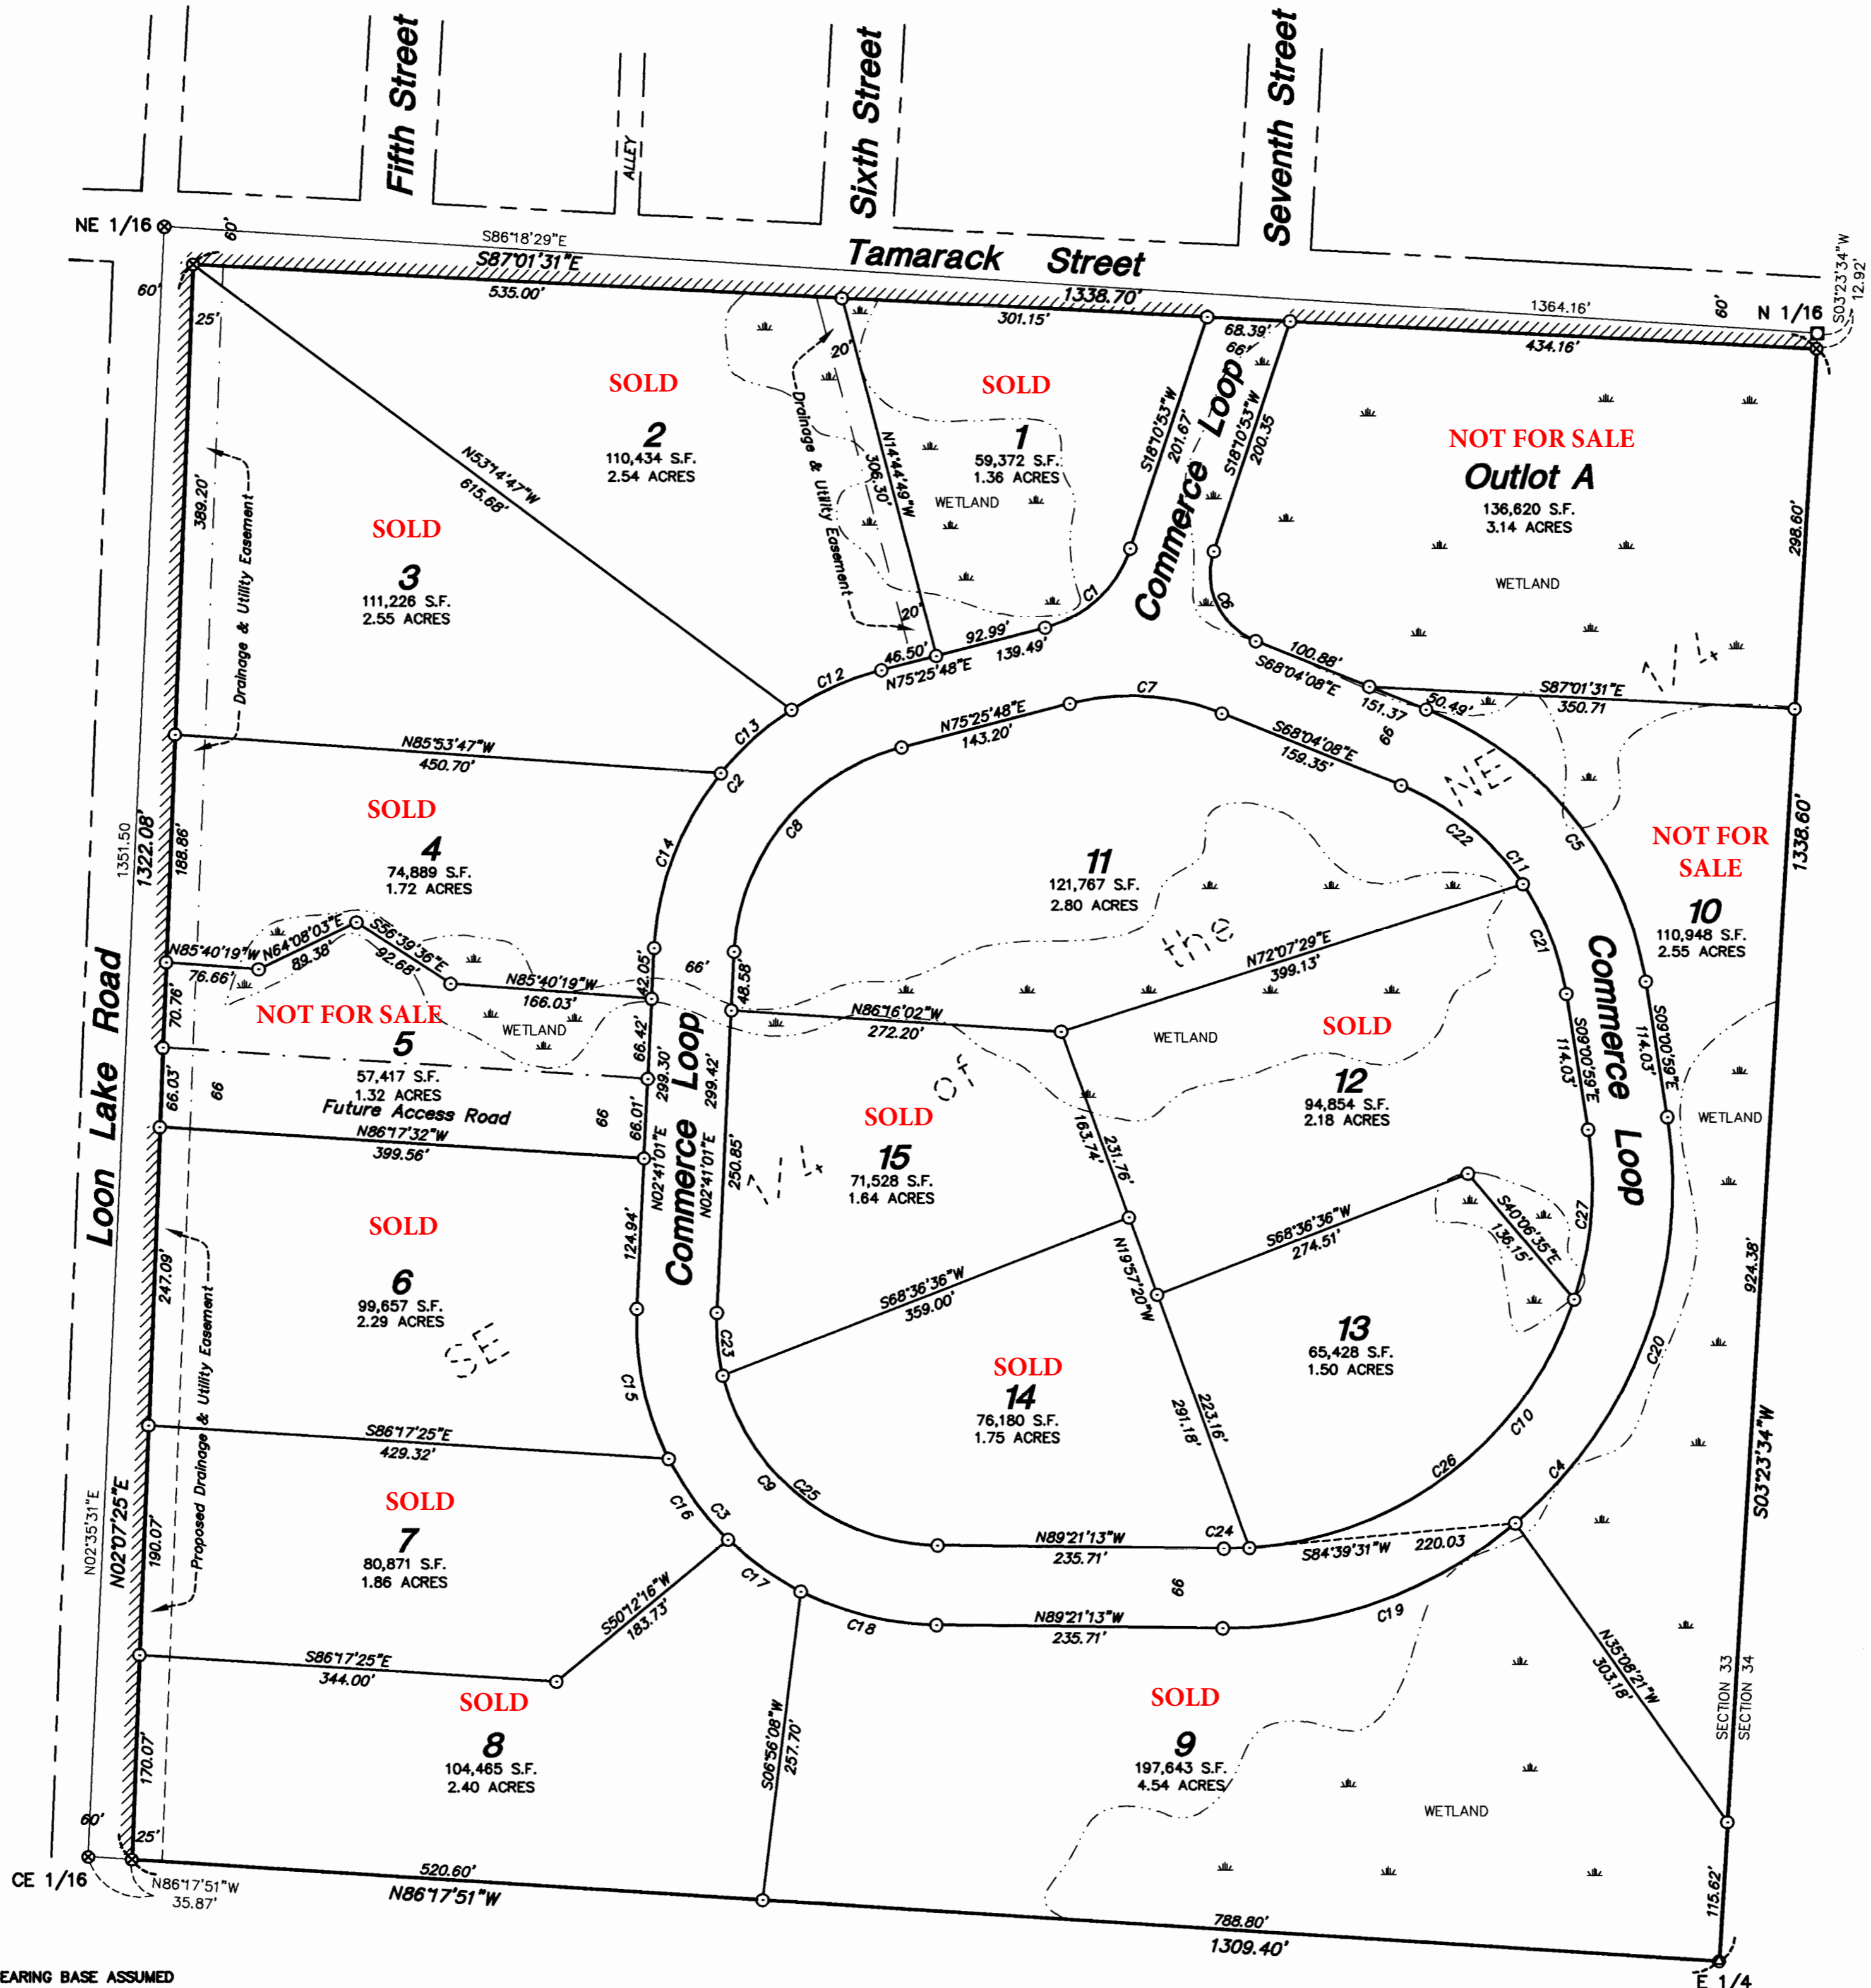 Fifth Street
ALLEY
Sixth Street
Seventh Street
NE 1/16
60'
S86°18'29"E
S87°01'31"E
Tamarack Street
1338.70'
1364.16'
60'
N 1/16
S03°23'34"W
12.92'
60'
25'
535.00'
301.15'
68.39'
66'
434.16'
SOLD
2
110,434 S.F.
2.54 ACRES
20'
Drainage & Utility Easement
N14°44'49"W
306.30'
20'
SOLD
1
59,372 S.F.
1.36 ACRES
WETLAND
S18°10'53"W
201.67'
Commerce Loop
S18°10'53"W
200.35
NOT FOR SALE
Outlot A
136,620 S.F.
3.14 ACRES
WETLAND
298.60'
N53°14'47"W
615.68'
389.20'
Drainage & Utility Easement
SOLD
3
111,226 S.F.
2.55 ACRES
C1
C6
92.99'
139.49'
46.50'
N75°25'48"E
C12
C13
C2
100.88'
S68°04'08"E
151.37
50.49'
66
S87°01'31"E
350.71
1/4
C7
N75°25'48"E
143.20'
S68°04'08"E
159.35'
NE
N85°53'47"W
450.70'
SOLD
4
74,889 S.F.
1.72 ACRES
1351.50
1322.08'
188.86'
C14
C8
C22
C11
C5
11
121,767 S.F.
2.80 ACRES
NOT FOR
SALE
10
110,948 S.F.
2.55 ACRES
1338.60'
N85°40'19"W
76.66'
N64°08'03"E
89.38'
S56°39'36"E
92.68'
N85°40'19"W
166.03'
42.05'
66'
48.58'
the
N72°07'29"E
399.13'
C21
Commerce Loop
S09°00'59"E
114.03'
S09°00'59"E
114.03'
WETLAND
Loon Lake Road
70.76'
NOT FOR SALE
5
57,417 S.F.
1.32 ACRES
WETLAND
Future Access Road
66.03'
66
66
66.42'
299.30'
66.01'
N02°41'01"E
Commerce Loop
299.42'
N02°41'01"E
250.85'
N86°16'02"W
272.20'
WETLAND
SOLD
12
94,854 S.F.
2.18 ACRES
of
SOLD
15
71,528 S.F.
1.64 ACRES
1/4
163.74'
231.76'
N86°17'32"W
399.56'
SOLD
6
99,657 S.F.
2.29 ACRES
SE
247.09'
Proposed Drainage & Utility Easement
124.94'
C15
C23
S68°36'36"W
359.00'
N19°57'20"W
S68°36'36"W
274.51'
S40°06'35"E
136.15'
C27
924.38'
C20
13
65,428 S.F.
1.50 ACRES
SOLD
14
76,180 S.F.
1.75 ACRES
223.16'
291.18'
C10
C26
C4
S03°23'34"W
S86°17'25"E
429.32'
SOLD
7
80,871 S.F.
1.86 ACRES
N02°35'31"E
N02°07'25"E
190.07'
C16
C3
C9
C25
N89°21'13"W
235.71'
C24
S84°39'31"W
220.03
66
C17
C18
N89°21'13"W
235.71'
C19
S50°12'16"W
183.73'
S86°17'25"E
344.00'
SOLD
8
104,465 S.F.
2.40 ACRES
170.07'
S06°56'08"W
257.70'
SOLD
9
197,643 S.F.
4.54 ACRES
WETLAND
N35°08'21"W
303.18'
SECTION 33
SECTION 34
115.62'
60'
25'
CE 1/16
N86°17'51"W
35.87'
520.60'
N86°17'51"W
788.80'
1309.40'
E 1/4
EARING BASE ASSUMED